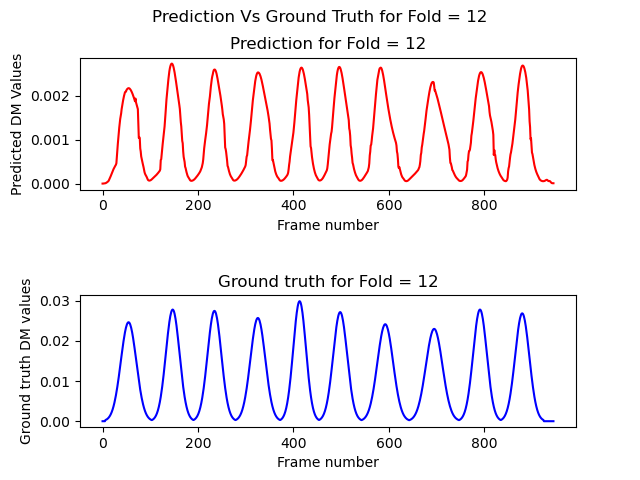 Prediction Vs Ground Truth for Fold = 12
Prediction for Fold = 12
Predicted DM Values
0.002
0.001
0.000
0 200 400 600 800
Frame number
Ground truth for Fold = 12
Ground truth DM values
0.03
0.02
0.01
0.00
0 200 400 600 800
Frame number